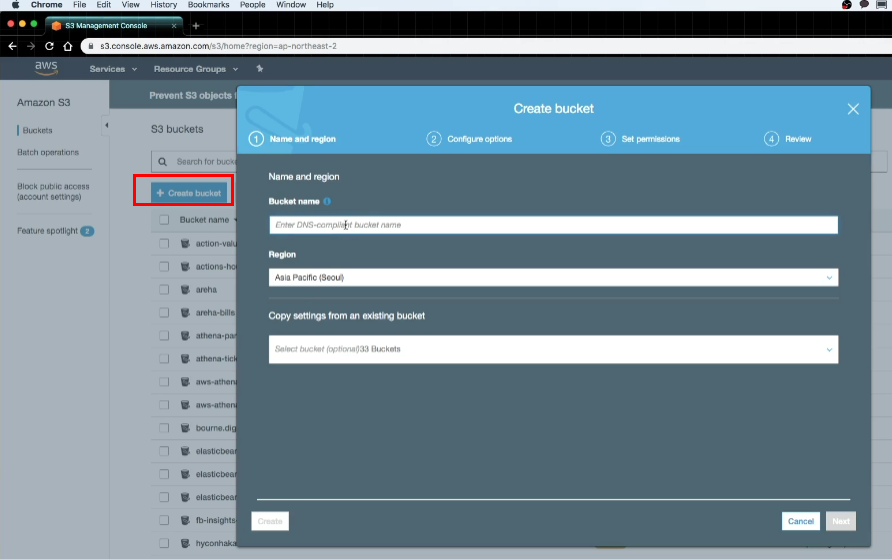 Chrome File Edit View History Bookmarks People Window Help
S3 Management Console
s3.console.aws.amazon.com/s3/home?region=ap-northeast-2
aws Services Resource Groups
Amazon S3
Buckets
Batch operations
Block public access
(account settings)
Feature spotlight 2
Prevent S3 objects
S3 buckets
Search for bucke
+ Create bucket
Bucket name
action-valu
actions-ho
areha
areha-bills
athena-par
athena-tick
aws-athen
aws-athen
bourne.dig
elasticbean
elasticbean
elasticbean
fb-insights
hyconhaka
Create bucket
1 Name and region
2 Configure options
3 Set permissions
4 Review
Name and region
Bucket name
Enter DNS-compliant bucket name
Region
Asia Pacific (Seoul)
Copy settings from an existing bucket
Select bucket (optional)33 Buckets
Create
Cancel
Next